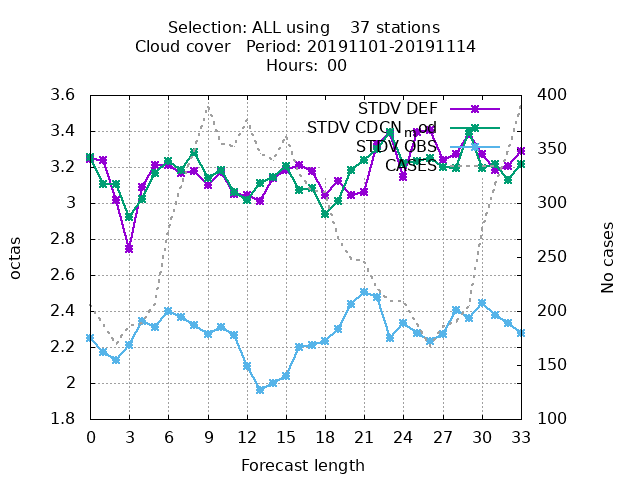 Selection: ALL using    37 stations
Cloud cover   Period: 20191101-20191114
Hours:  00
3.6
3.4
3.2
3
2.8
2.6
2.4
2.2
2
1.8
octas
400
350
300
250
200
150
100
No cases
STDV DEF
STDV CDCN_mod
STDV OBS
CASES
0 3 6 9 12 15 18 21 24 27 30 33
Forecast length